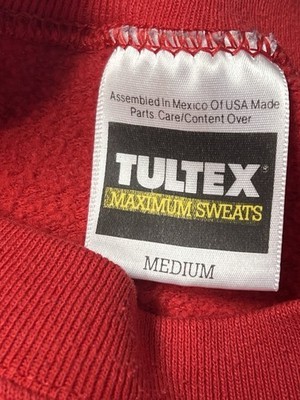 Assembled In Mexico Of USA Made
Parts. Care/Content Over
TULTEX®
MAXIMUM SWEATS
MEDIUM